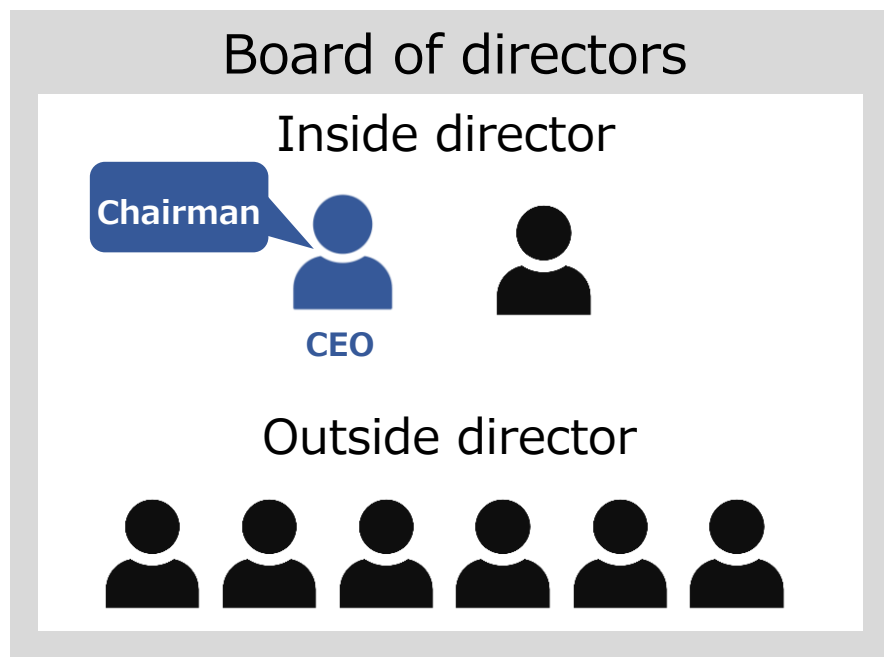 Board of directors
Inside director
Chairman
CEO
Outside director